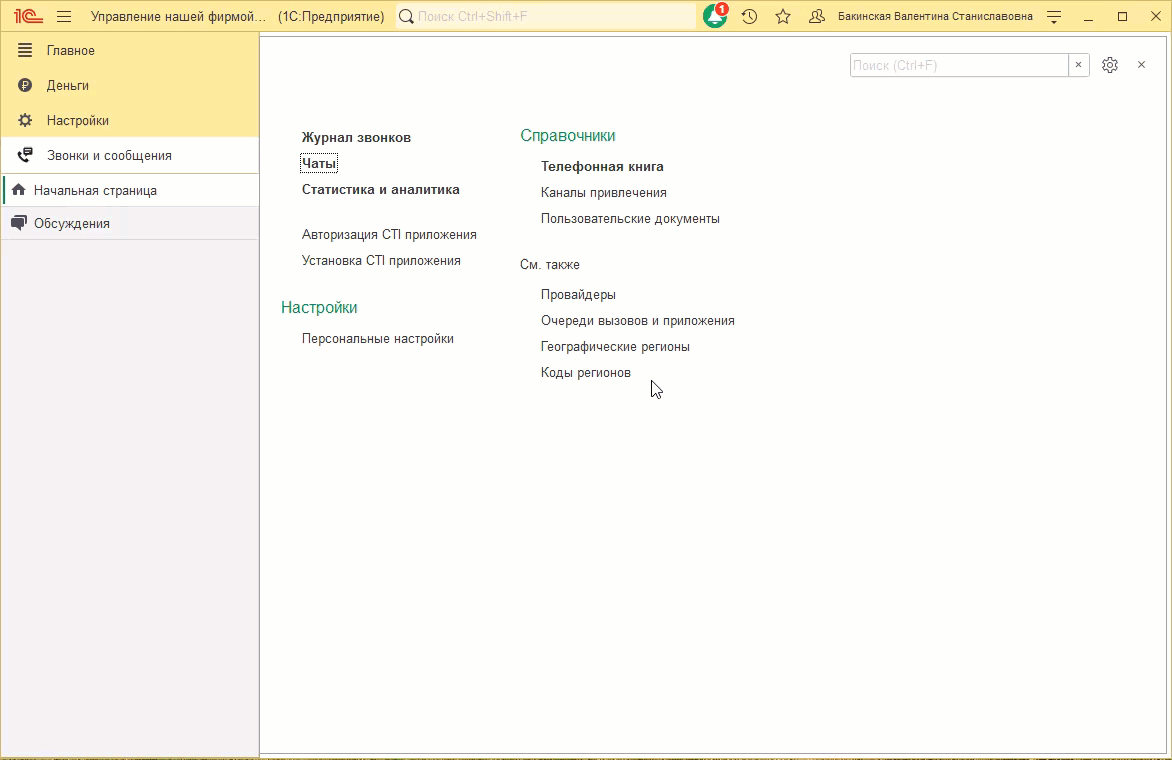 1С Управление нашей фирмой... (1С:Предприятие) Поиск Ctrl+Shift+F 1 Бакинская Валентина Станиславовна
Главное
Деньги
Настройки
Звонки и сообщения
Начальная страница
Обсуждения
Поиск (Ctrl+F)
Журнал звонков
Чаты
Статистика и аналитика
Авторизация CTI приложения
Установка CTI приложения
Настройки
Персональные настройки
Справочники
Телефонная книга
Каналы привлечения
Пользовательские документы
См. также
Провайдеры
Очереди вызовов и приложения
Географические регионы
Коды регионов